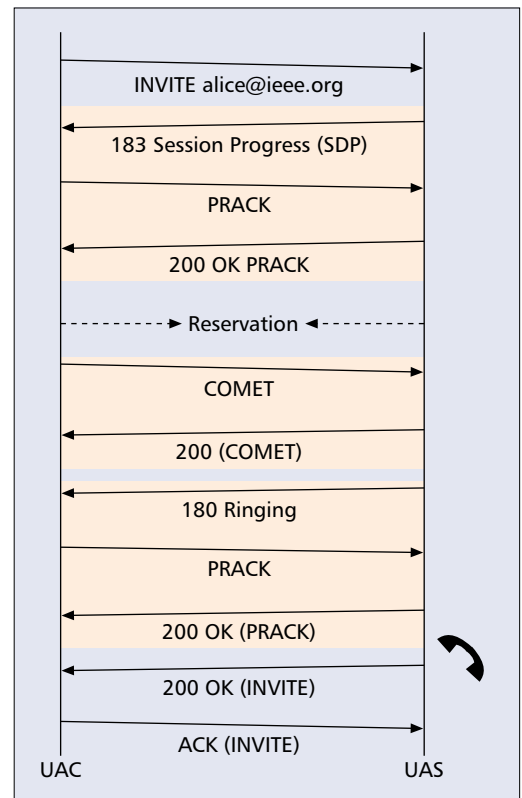 INVITE alice@ieee.org
183 Session Progress (SDP)
PRACK
200 OK PRACK
Reservation
COMET
200 (COMET)
180 Ringing
PRACK
200 OK (PRACK)
200 OK (INVITE)
ACK (INVITE)
UAC UAS